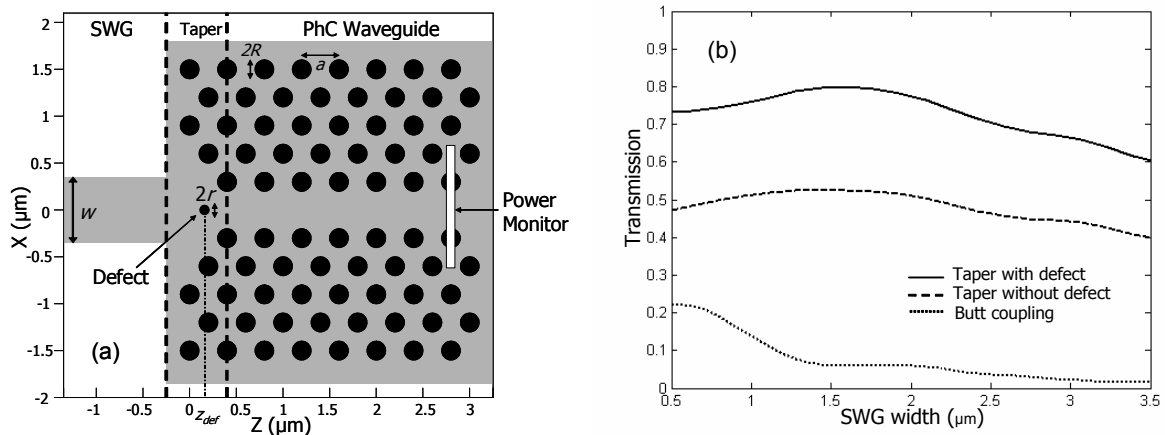 SWG
Taper
PhC Waveguide
2R
a
w
2r
Defect
Power
Monitor
(a)
X (μm)
2
1.5
1
0.5
0
-0.5
-1
-1.5
-2
-1
-0.5
0
z_def
0.5
1
1.5
2
2.5
3
Z (μm)
(b)
Transmission
1
0.9
0.8
0.7
0.6
0.5
0.4
0.3
0.2
0.1
0
Taper with defect
Taper without defect
Butt coupling
0.5
1
1.5
2
2.5
3
3.5
SWG width (μm)